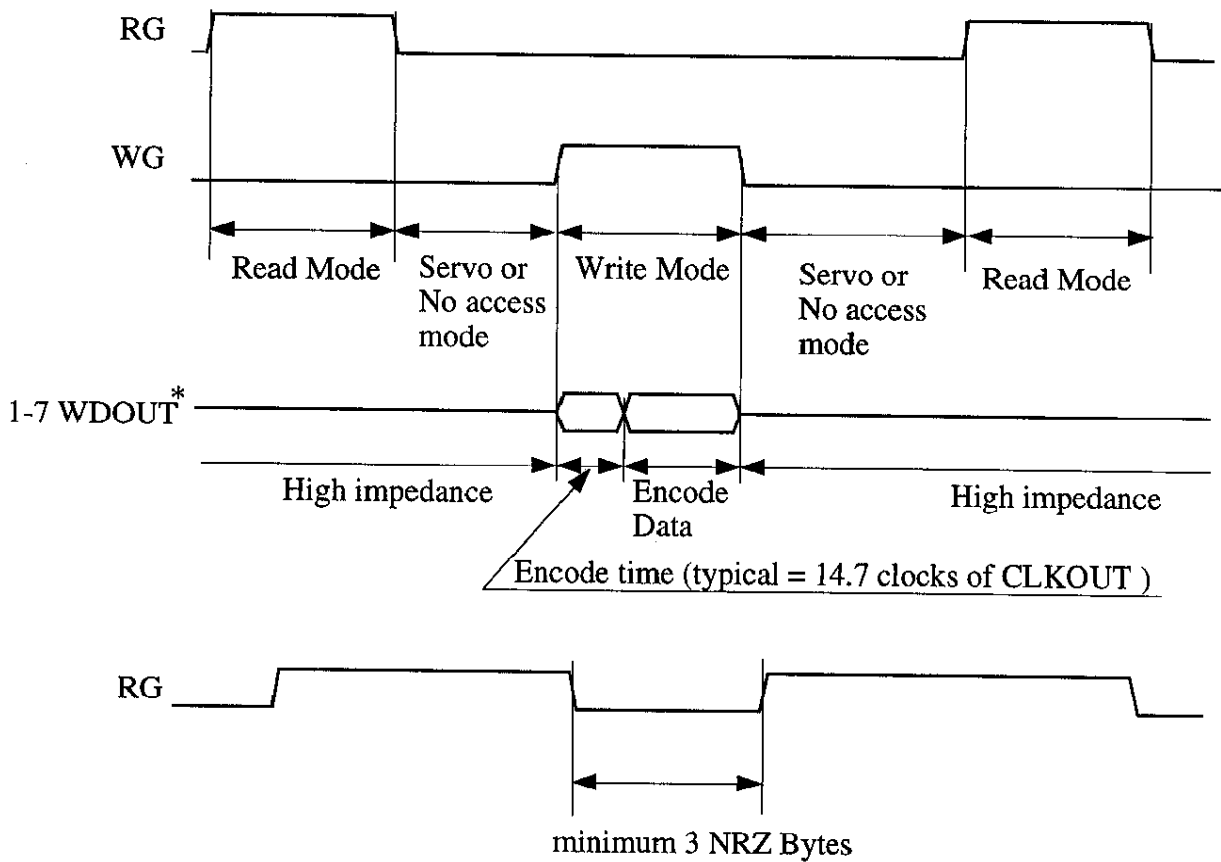 RG
WG
Read Mode
Servo or
No access
mode
Write Mode
Servo or
No access
mode
Read Mode
1-7 WDOUT*
High impedance
Encode
Data
High impedance
Encode time (typical = 14.7 clocks of CLKOUT )
RG
minimum 3 NRZ Bytes